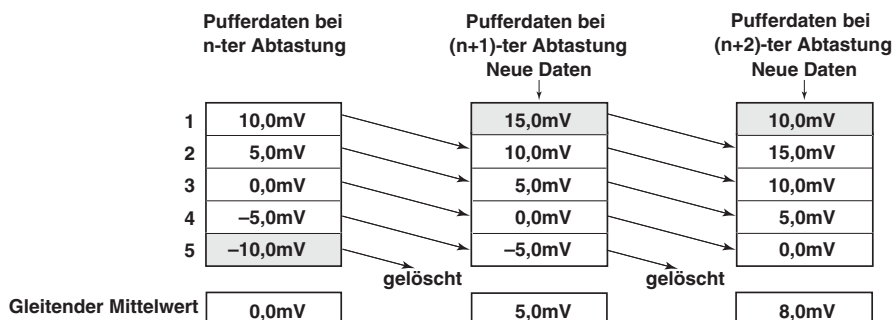 Pufferdaten bei
n-ter Abtastung
Pufferdaten bei
(n+1)-ter Abtastung
Neue Daten
Pufferdaten bei
(n+2)-ter Abtastung
Neue Daten
1 10,0mV 15,0mV 10,0mV
2 5,0mV 10,0mV 15,0mV
3 0,0mV 5,0mV 10,0mV
4 –5,0mV 0,0mV 5,0mV
5 –10,0mV –5,0mV 0,0mV
gelöscht gelöscht
Gleitender Mittelwert 0,0mV 5,0mV 8,0mV